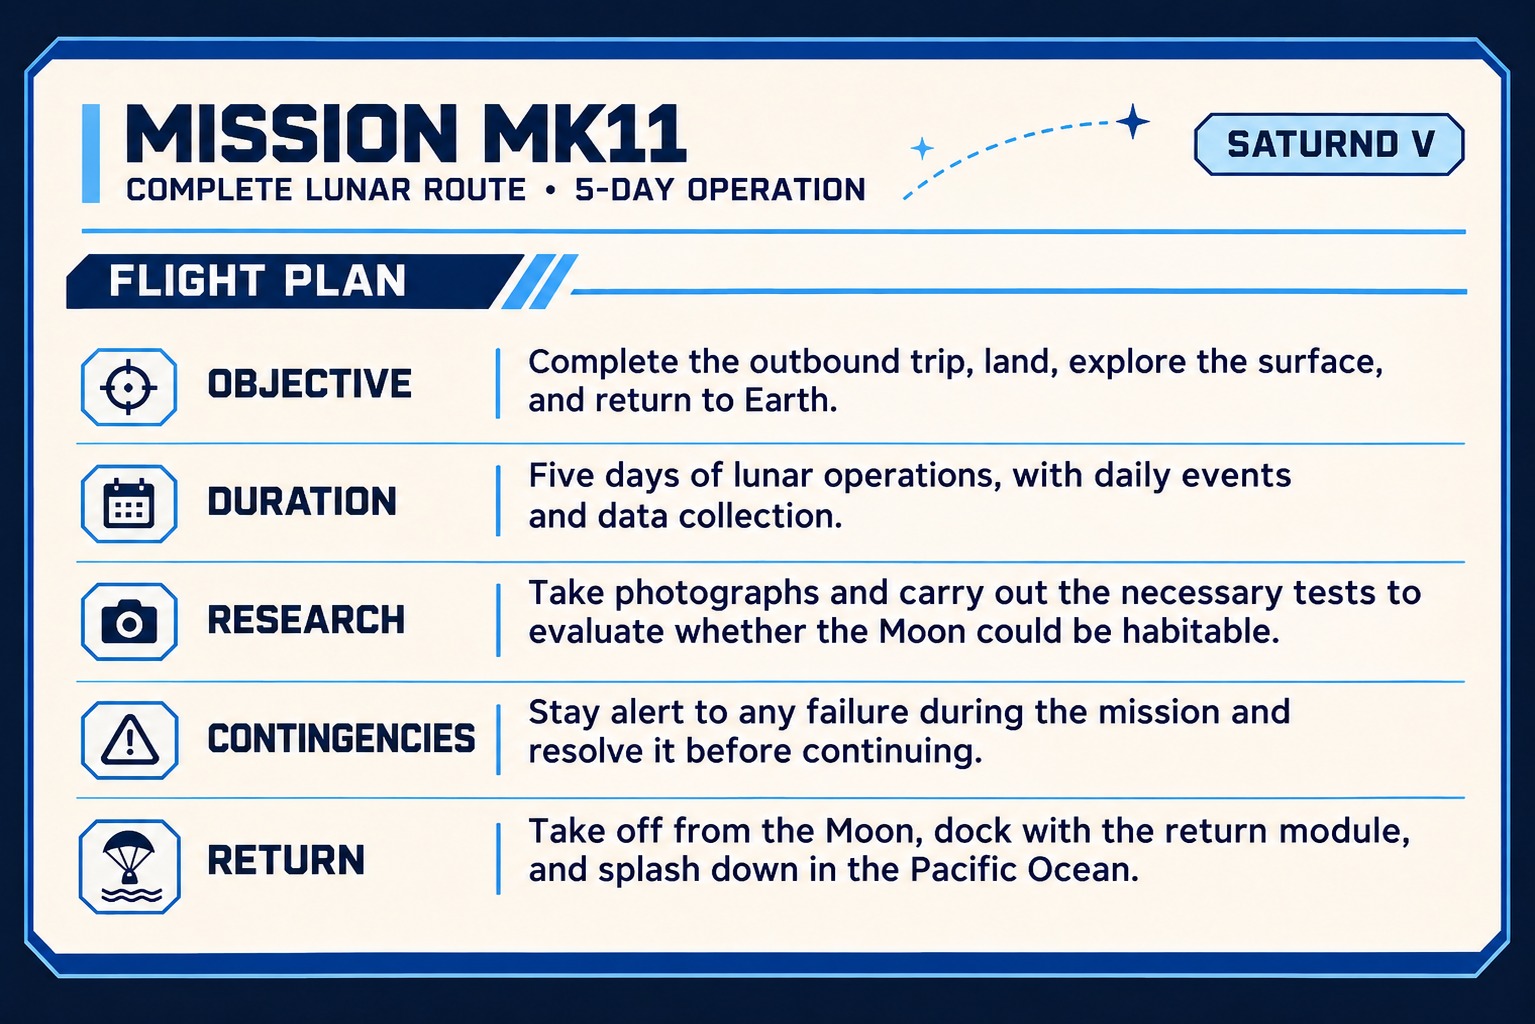 MISSION MK11
COMPLETE LUNAR ROUTE • 5-DAY OPERATION
SATURND V
FLIGHT PLAN
OBJECTIVE
Complete the outbound trip, land, explore the surface,
and return to Earth.
DURATION
Five days of lunar operations, with daily events
and data collection.
RESEARCH
Take photographs and carry out the necessary tests to
evaluate whether the Moon could be habitable.
CONTINGENCIES
Stay alert to any failure during the mission and
resolve it before continuing.
RETURN
Take off from the Moon, dock with the return module,
and splash down in the Pacific Ocean.